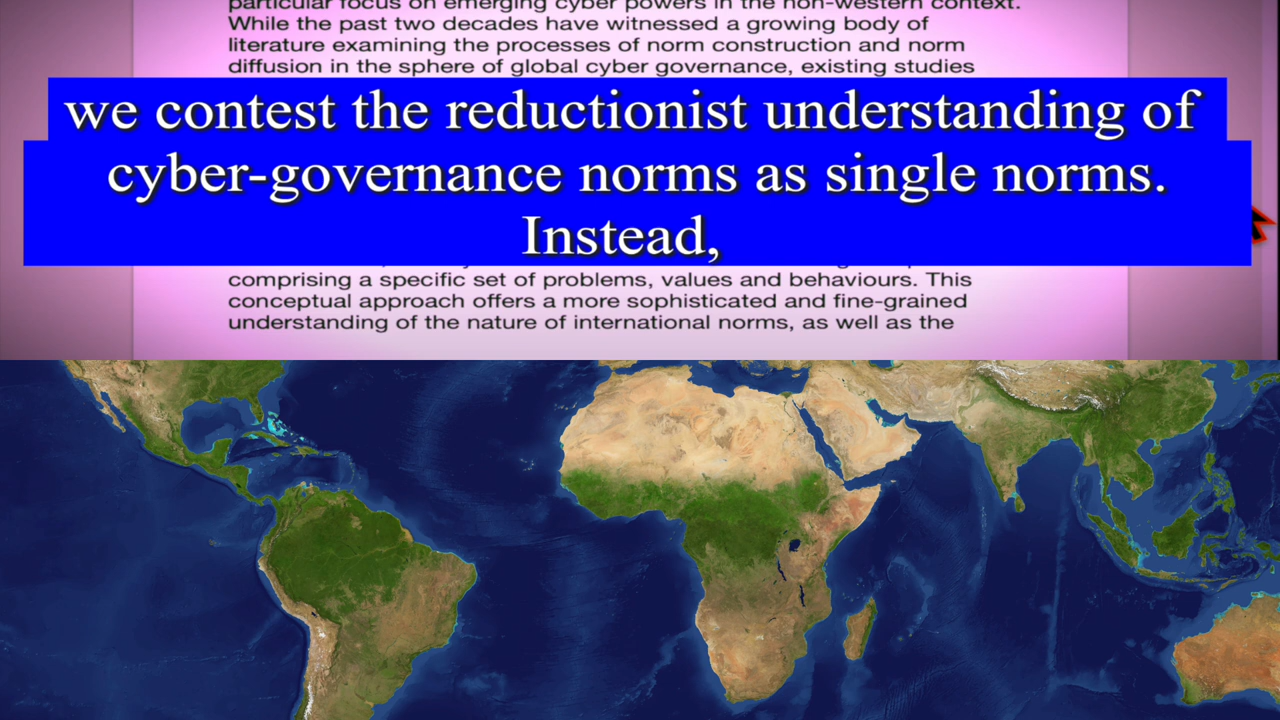 particular focus on emerging cyber powers in the non-western context.
While the past two decades have witnessed a growing body of
literature examining the processes of norm construction and norm
diffusion in the sphere of global cyber governance, existing studies
we contest the reductionist understanding of
cyber-governance norms as single norms.
Instead,
comprising a specific set of problems, values and behaviours. This
conceptual approach offers a more sophisticated and fine-grained
understanding of the nature of international norms, as well as the